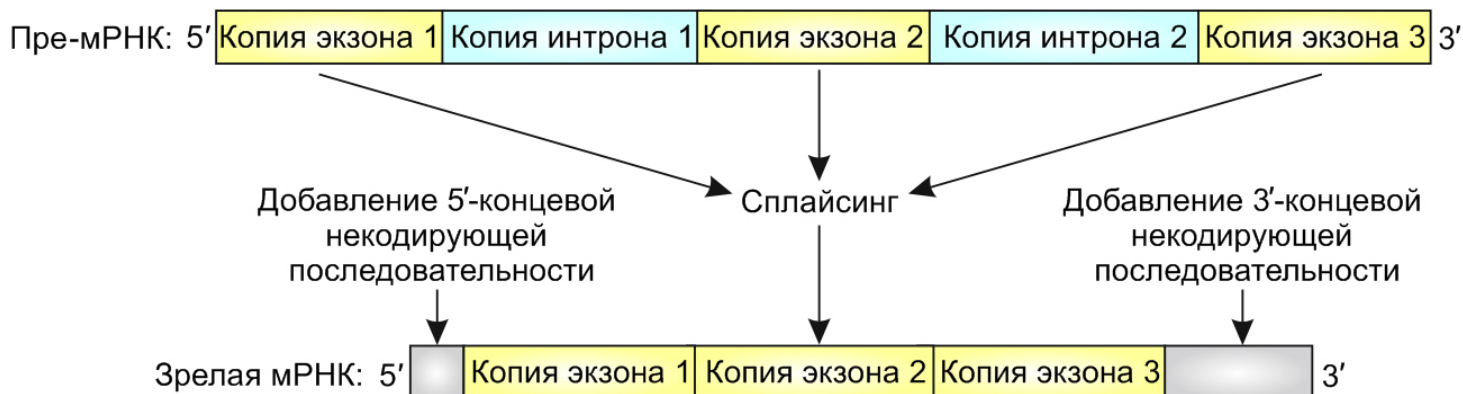 Пре-мРНК: 5′ Копия экзона 1 Копия интрона 1 Копия экзона 2 Копия интрона 2 Копия экзона 3 3′
Добавление 5′-концевой
некодирующей
последовательности
Сплайсинг
Добавление 3′-концевой
некодирующей
последовательности
Зрелая мРНК: 5′ Копия экзона 1 Копия экзона 2 Копия экзона 3 3′